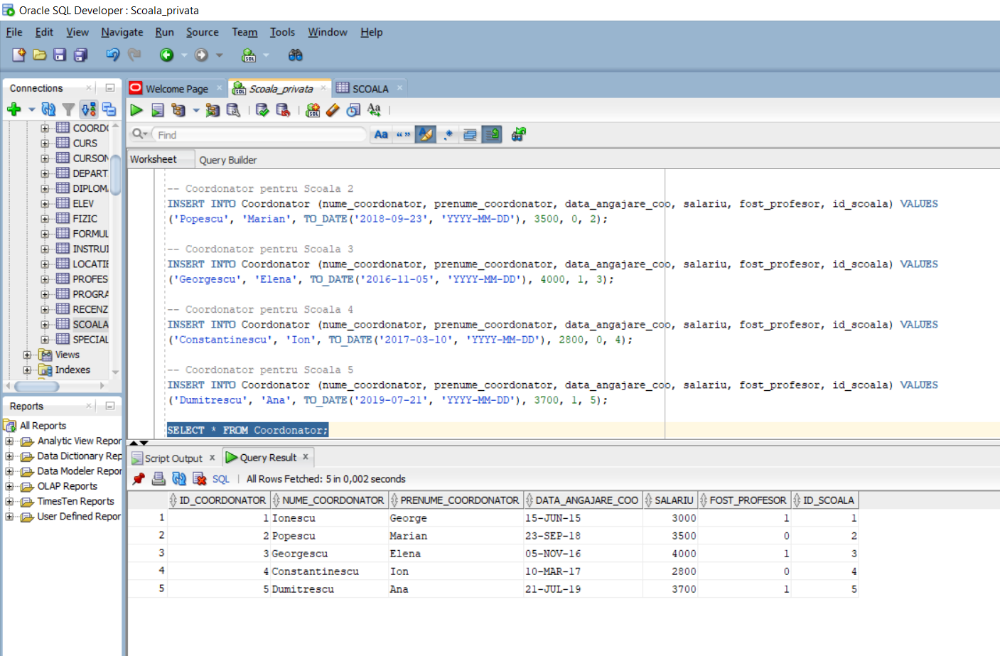 Oracle SQL Developer : Scoala_privata
File Edit View Navigate Run Source Team Tools Window Help
Connections
Welcome Page
Scoala_privata
SCOALA
Find
Worksheet
Query Builder
COORD
CURS
CURSON
DEPART
DIPLOM
ELEV
FIZIC
FORMUL
INSTRUI
LOCATIE
PROFES
PROGRA
RECENZ
SCOALA
SPECIAL
Views
Indexes
-- Coordonator pentru Scoala 2
INSERT INTO Coordonator (nume_coordonator, prenume_coordonator, data_angajare_coo, salariu, fost_profesor, id_scoala) VALUES
('Popescu', 'Marian', TO_DATE('2018-09-23', 'YYYY-MM-DD'), 3500, 0, 2);
-- Coordonator pentru Scoala 3
INSERT INTO Coordonator (nume_coordonator, prenume_coordonator, data_angajare_coo, salariu, fost_profesor, id_scoala) VALUES
('Georgescu', 'Elena', TO_DATE('2016-11-05', 'YYYY-MM-DD'), 4000, 1, 3);
-- Coordonator pentru Scoala 4
INSERT INTO Coordonator (nume_coordonator, prenume_coordonator, data_angajare_coo, salariu, fost_profesor, id_scoala) VALUES
('Constantinescu', 'Ion', TO_DATE('2017-03-10', 'YYYY-MM-DD'), 2800, 0, 4);
-- Coordonator pentru Scoala 5
INSERT INTO Coordonator (nume_coordonator, prenume_coordonator, data_angajare_coo, salariu, fost_profesor, id_scoala) VALUES
('Dumitrescu', 'Ana', TO_DATE('2019-07-21', 'YYYY-MM-DD'), 3700, 1, 5);
SELECT * FROM Coordonator;
Reports
All Reports
Analytic View Repor
Data Dictionary Rep
Data Modeler Repor
OLAP Reports
TimesTen Reports
User Defined Repor
Script Output x
Query Result x
SQL | All Rows Fetched: 5 in 0,002 seconds
ID_COORDONATOR NUME_COORDONATOR PRENUME_COORDONATOR DATA_ANGAJARE_COO SALARIU FOST_PROFESOR ID_SCOALA
1 1 Ionescu George 15-JUN-15 3000 1 1
2 2 Popescu Marian 23-SEP-18 3500 0 2
3 3 Georgescu Elena 05-NOV-16 4000 1 3
4 4 Constantinescu Ion 10-MAR-17 2800 0 4
5 5 Dumitrescu Ana 21-JUL-19 3700 1 5